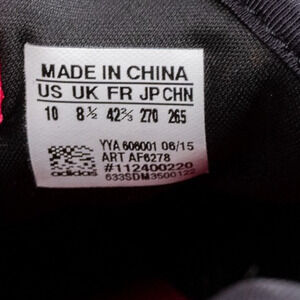 MADE IN CHINA
US UK FR JP CHN
10 8½ 42⅔ 270 265
YYA 606001 06/15
ART AF6278
#112400220
633SDM3500122
adidas